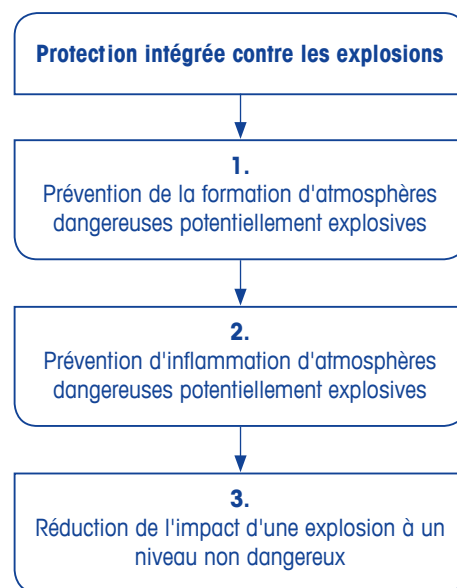 Protection intégrée contre les explosions
1.
Prévention de la formation d'atmosphères
dangereuses potentiellement explosives
2.
Prévention d'inflammation d'atmosphères
dangereuses potentiellement explosives
3.
Réduction de l'impact d'une explosion à un
niveau non dangereux